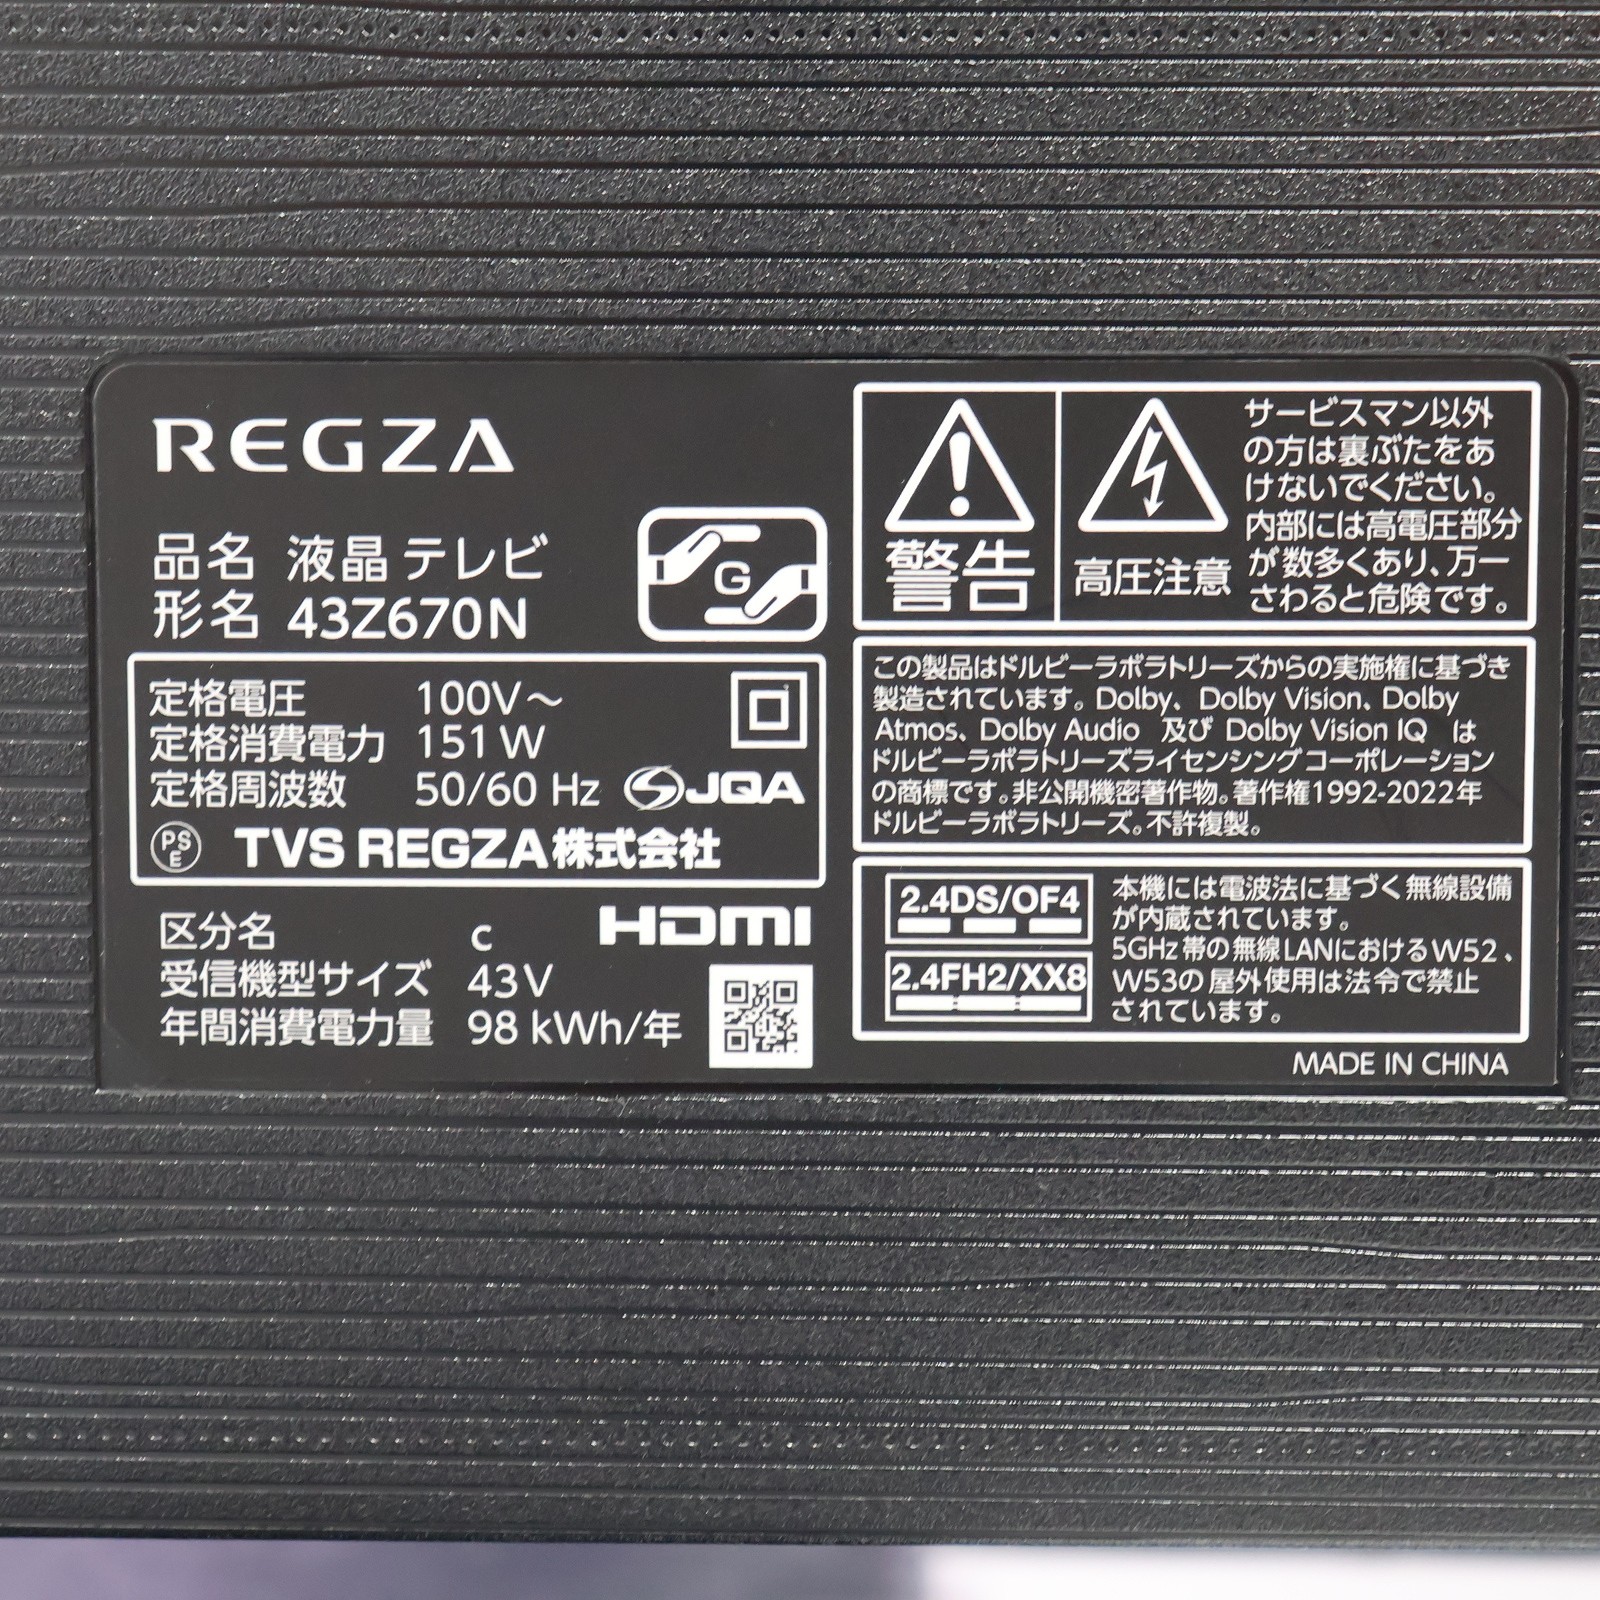 REGZA
品名 液晶テレビ
形名 43Z670N
G
定格電圧 100V～
定格消費電力 151W
定格周波数 50/60 Hz
JQA
PS
E
TVS REGZA株式会社
区分名 c
HDMI
受信機型サイズ 43V
年間消費電力量 98 kWh/年
警告
高圧注意
サービスマン以外
の方は裏ぶたをあ
けないでください。
内部には高電圧部分
が数多くあり、万一
さわると危険です。
この製品はドルビーラボラトリーズからの実施権に基づき
製造されています。Dolby、Dolby Vision、Dolby
Atmos、Dolby Audio 及び Dolby Vision IQ は
ドルビーラボラトリーズライセンシングコーポレーション
の商標です。非公開機密著作物。著作権1992-2022年
ドルビーラボラトリーズ。不許複製。
2.4DS/OF4
2.4FH2/XX8
本機には電波法に基づく無線設備
が内蔵されています。
5GHz帯の無線LANにおけるW52、
W53の屋外使用は法令で禁止
されています。
MADE IN CHINA